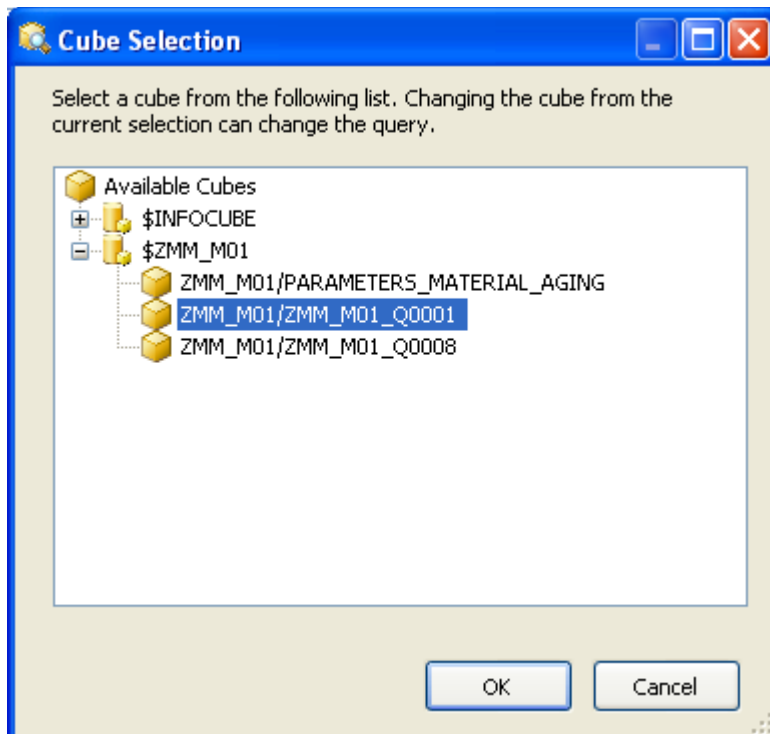 Cube Selection
Select a cube from the following list. Changing the cube from the
current selection can change the query.
Available Cubes
$INFOCUBE
$ZMM_M01
ZMM_M01/PARAMETERS_MATERIAL_AGING
ZMM_M01/ZMM_M01_Q0001
ZMM_M01/ZMM_M01_Q0008
OK
Cancel